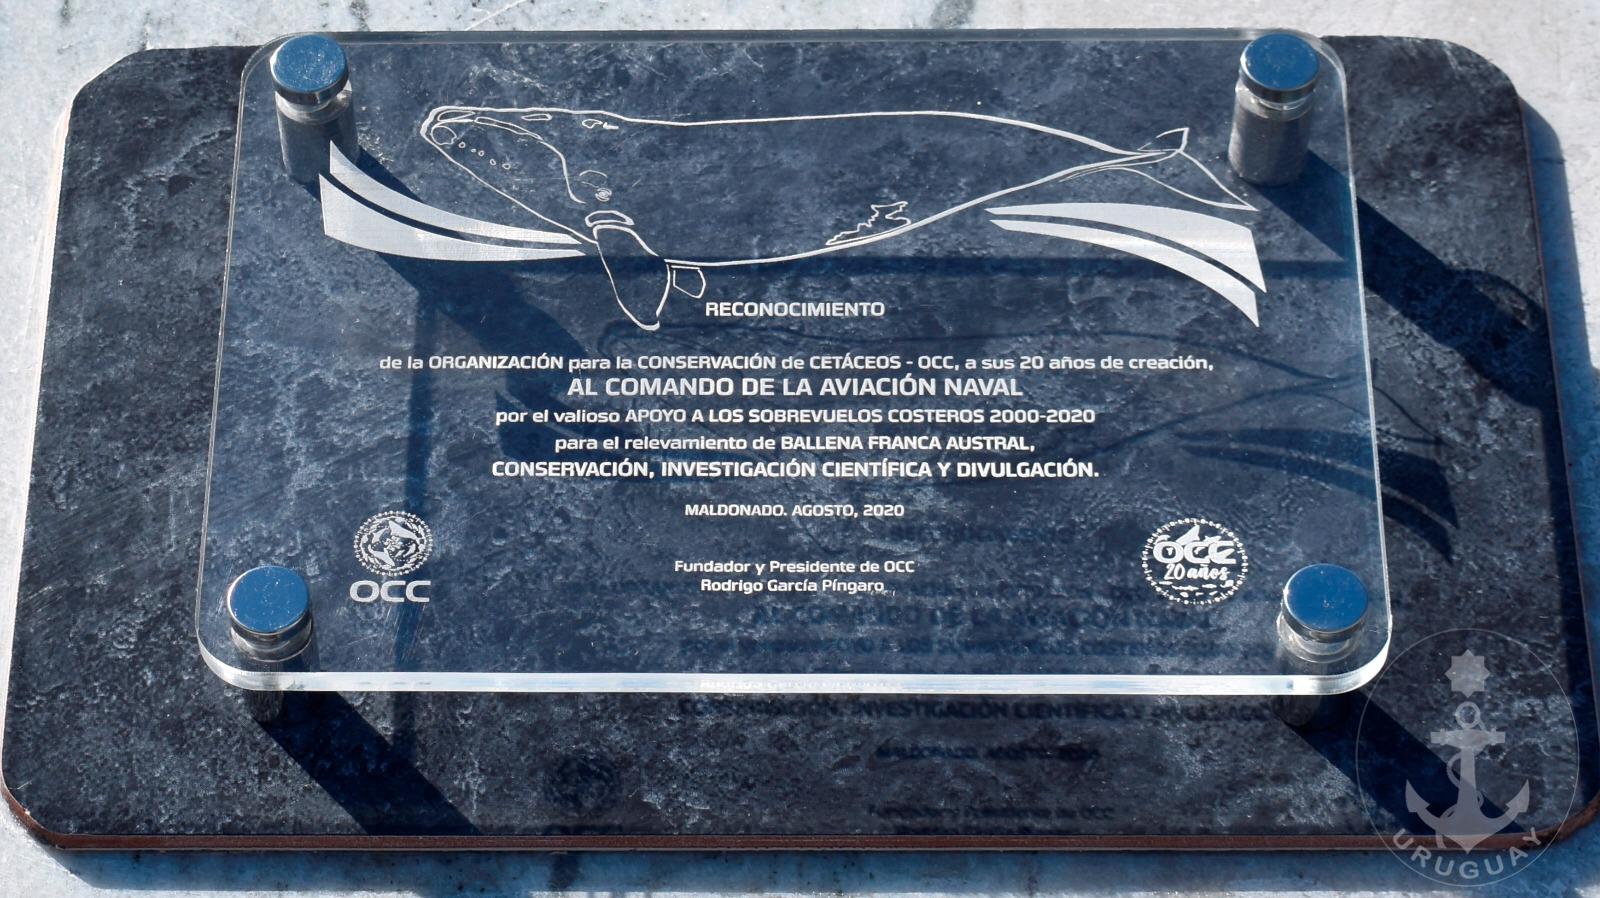 RECONOCIMIENTO
de la ORGANIZACIÓN para la CONSERVACIÓN de CETÁCEOS - OCC, a sus 20 años de creación,
AL COMANDO DE LA AVIACIÓN NAVAL
por el valioso APOYO A LOS SOBREVUELOS COSTEROS 2000-2020
para el relevamiento de BALLENA FRANCA AUSTRAL,
CONSERVACIÓN, INVESTIGACIÓN CIENTÍFICA Y DIVULGACIÓN.
MALDONADO. AGOSTO, 2020
Fundador y Presidente de OCC
Rodrigo García Píngaro
OCC
OCC
20 años
URUGUAY